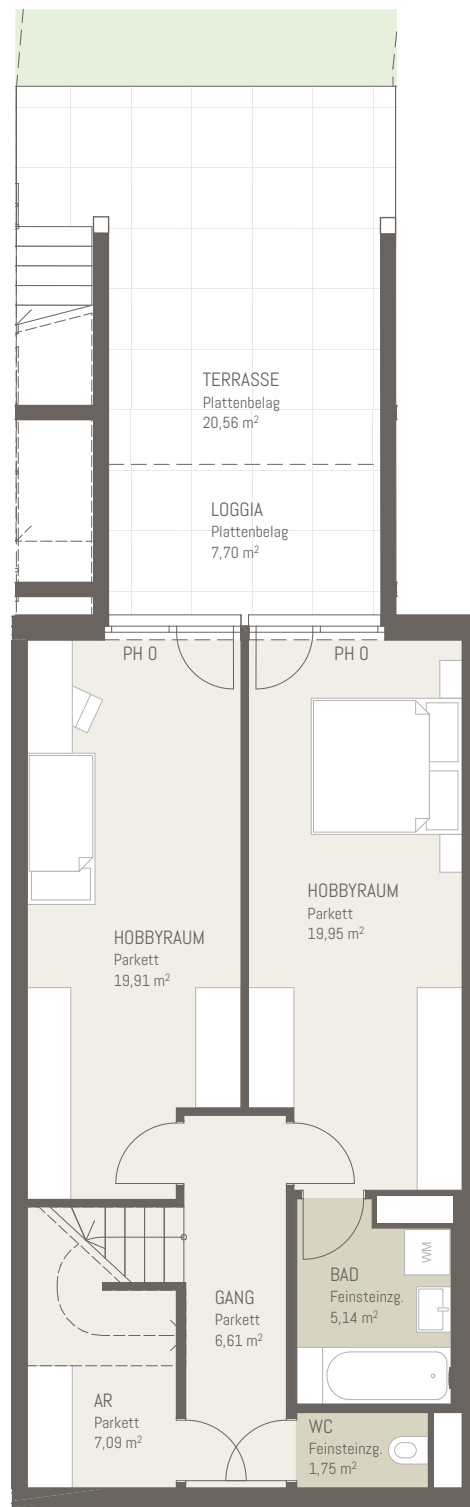 TERRASSE
Plattenbelag
20,56 m²
LOGGIA
Plattenbelag
7,70 m²
PH 0
PH 0
HOBBYRAUM
Parkett
19,95 m²
HOBBYRAUM
Parkett
19,91 m²
WM
BAD
Feinsteinzg.
5,14 m²
GANG
Parkett
6,61 m²
AR
Parkett
7,09 m²
WC
Feinsteinzg.
1,75 m²